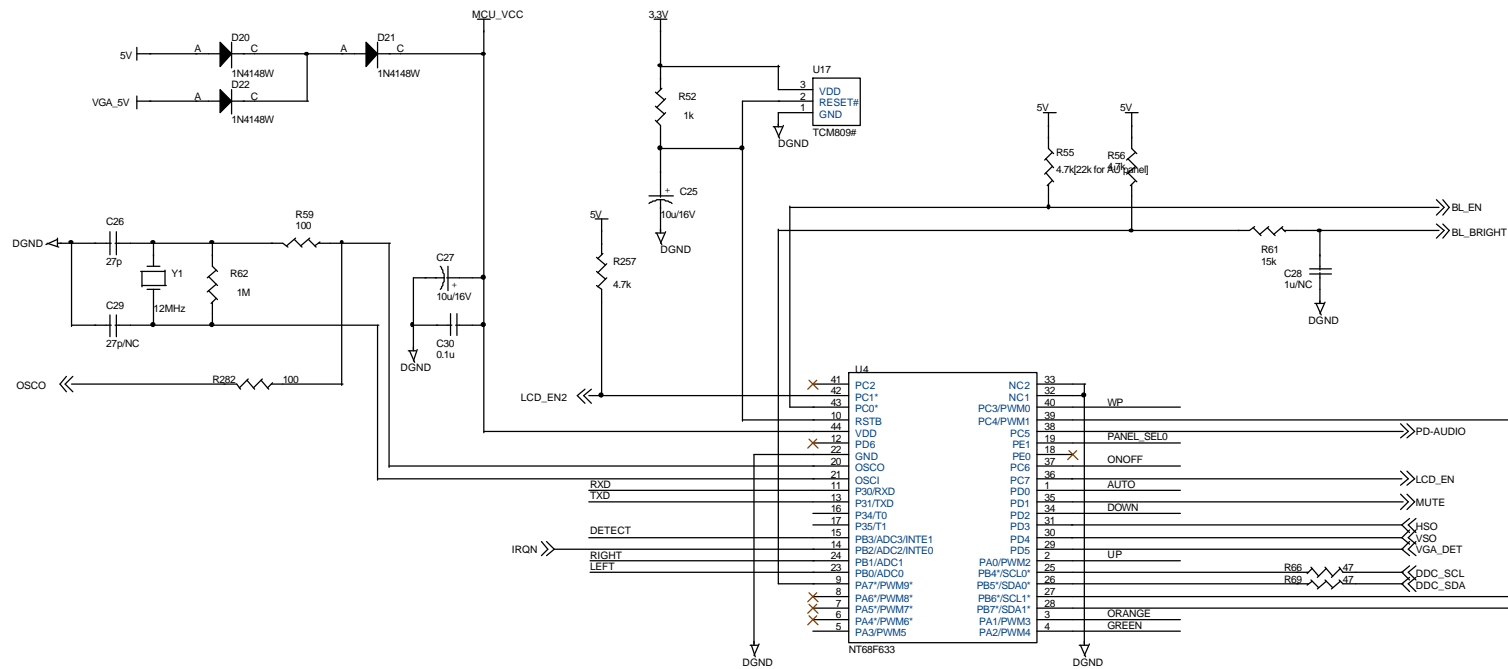 MCU_VCC
3.3V
D20
A C
5V
1N4148W
D21
A C
1N4148W
D22
VGA_5V
A C
1N4148W
U17
3 VDD
2 RESET#
1 GND
TCM809#
DGND
R52
1k
C25
+
10u/16V
DGND
5V
R55
4.7k[22k for AU panel]
5V
R56
4.7k
BL_EN
BL_BRIGHT
R61
15k
C28
1u/NC
DGND
C26
27p
DGND
R59
100
Y1
12MHz
R62
1M
C29
27p/NC
OSCO
R282 100
C27
+
10u/16V
C30
0.1u
DGND
5V
R257
4.7k
LCD_EN2
U4
41 PC2
42 PC1*
43 PC0*
10 RSTB
44 VDD
12 PD6
22 GND
20 OSCO
21 OSCI
RXD 11 P30/RXD
TXD 13 P31/TXD
16 P34/T0
17 P35/T1
DETECT 15 PB3/ADC3/INTE1
IRQN 14 PB2/ADC2/INTE0
RIGHT 24 PB1/ADC1
LEFT 23 PB0/ADC0
9 PA7*/PWM9*
8 PA6*/PWM8*
7 PA5*/PWM7*
6 PA4*/PWM6*
5 PA3/PWM5
NC2 33
NC1 32
PC3/PWM0 40 WP
PC4/PWM1 39
PC5 38 PD-AUDIO
PE1 19 PANEL_SEL0
PE0 18
PC6 37 ONOFF
PC7 36 LCD_EN
PD0 1 AUTO
PD1 35 MUTE
PD2 34 DOWN
PD3 31 HSO
PD4 30 VSO
PD5 29 VGA_DET
PA0/PWM2 2 UP
PB4*/SCL0* 25 R66 47 DDC_SCL
PB5*/SDA0* 26 R69 47 DDC_SDA
PB6*/SCL1* 27
PB7*/SDA1* 28
PA1/PWM3 3 ORANGE
PA2/PWM4 4 GREEN
NT68F633
DGND
DGND